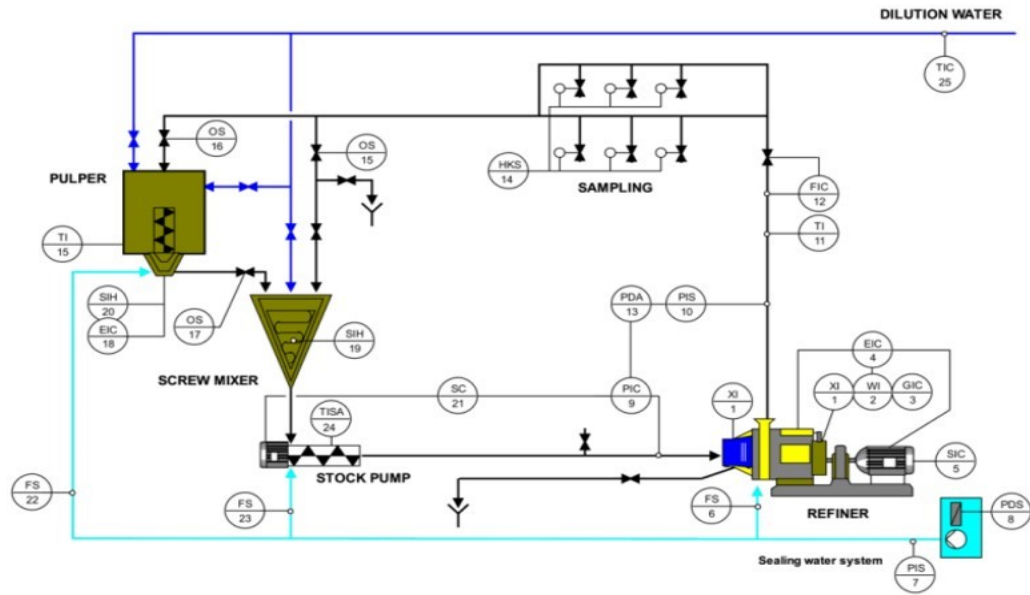 DILUTION WATER
TIC
25
OS
16
OS
15
HKS
14
SAMPLING
FIC
12
PULPER
TI
11
TI
15
SIH
20
EIC
18
OS
17
PDA
13
PIS
10
SIH
19
EIC
4
SCREW MIXER
SC
21
PIC
9
XI
1
XI
1
WI
2
GIC
3
TISA
24
SIC
5
STOCK PUMP
FS
22
FS
23
FS
6
REFINER
PDS
8
Sealing water system
PIS
7